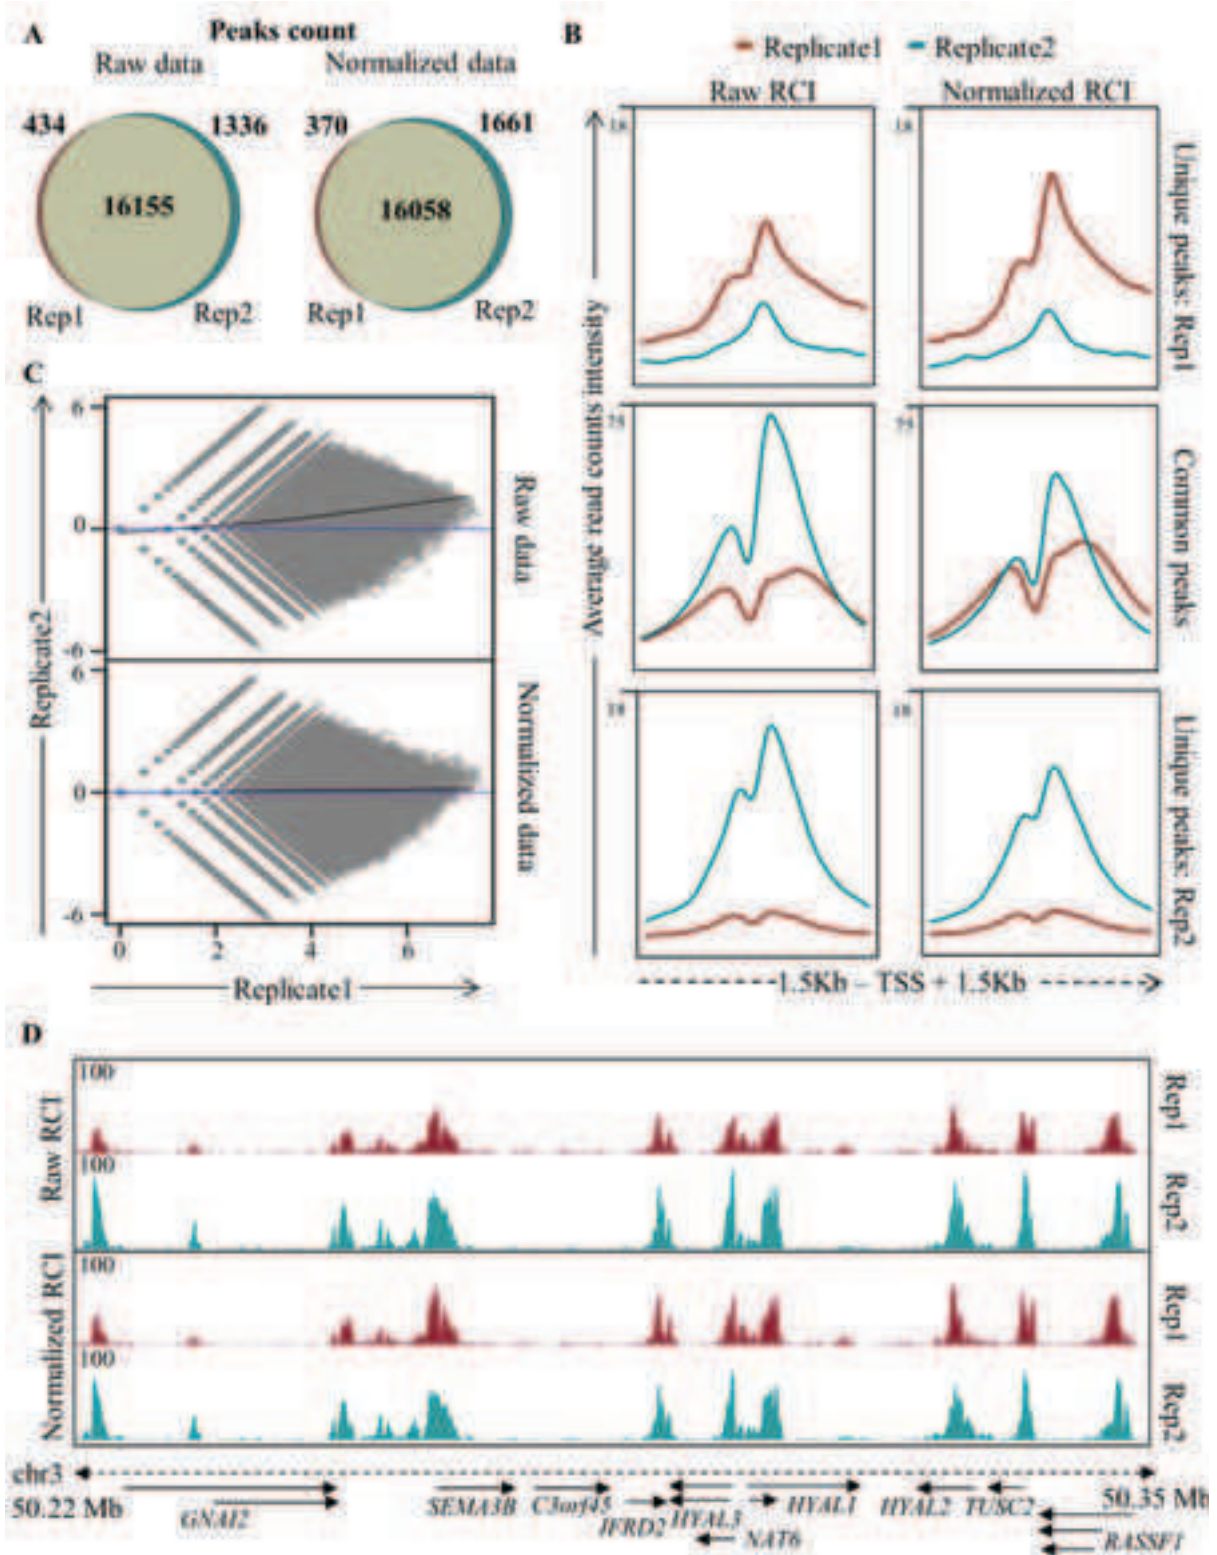 A
Peaks count
Raw data
Normalized data
434
1336
370
1661
16155
16058
Rep1
Rep2
Rep1
Rep2
B
Replicate1
Replicate2
Raw RCI
Normalized RCI
18
18
Unique peaks: Rep1
Average read counts intensity
Common peaks
18
18
Unique peaks: Rep2
1.5Kb – TSS + 1.5Kb
C
6
0
-6
Raw data
6
0
-6
Normalized data
Replicate2
0 2 4 6
Replicate1
D
Raw RCI
100
Rep1
100
Rep2
Normalized RCI
100
Rep1
100
Rep2
chr3
50.22 Mb
50.35 Mb
GNAI2
SEMA3B
C3orf45
IFRD2
HYAL3
NAT6
HYAL1
HYAL2
TUSC2
RASSF1